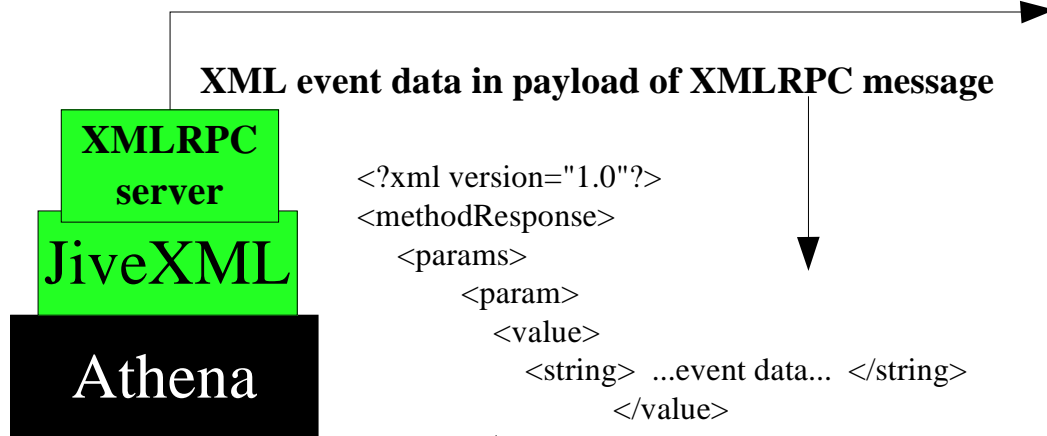 XML event data in payload of XMLRPC message
XMLRPC
server
JiveXML
Athena
<?xml version="1.0"?>
<methodResponse>
<params>
<param>
<value>
<string> ...event data... </string>
</value>